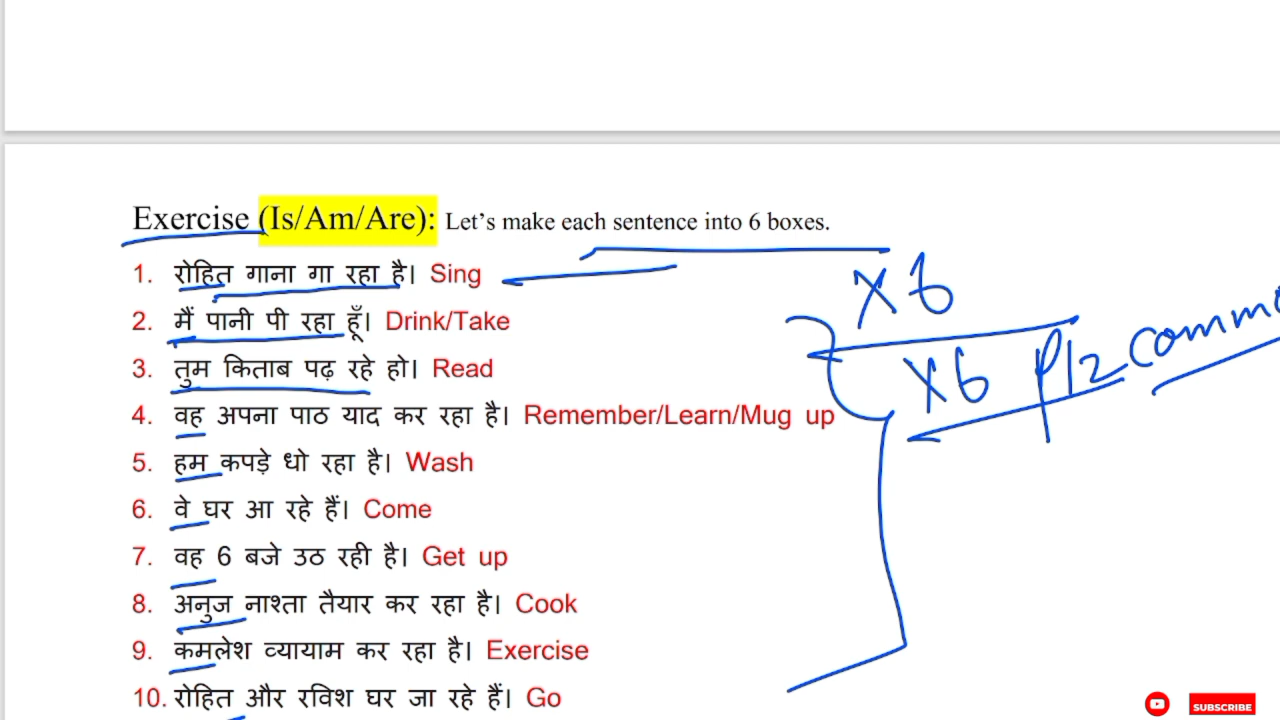 Exercise (Is/Am/Are): Let's make each sentence into 6 boxes.
1. रोहित गाना गा रहा है। Sing
2. मैं पानी पी रहा हूँ। Drink/Take
3. तुम किताब पढ़ रहे हो। Read
4. वह अपना पाठ याद कर रहा है। Remember/Learn/Mug up
5. हम कपड़े धो रहा है। Wash
6. वे घर आ रहे हैं। Come
7. वह 6 बजे उठ रही है। Get up
8. अनुज नाश्ता तैयार कर रहा है। Cook
9. कमलेश व्यायाम कर रहा है। Exercise
10. रोहित और रविश घर जा रहे हैं। Go
x6
x6 plz comm
SUBSCRIBE